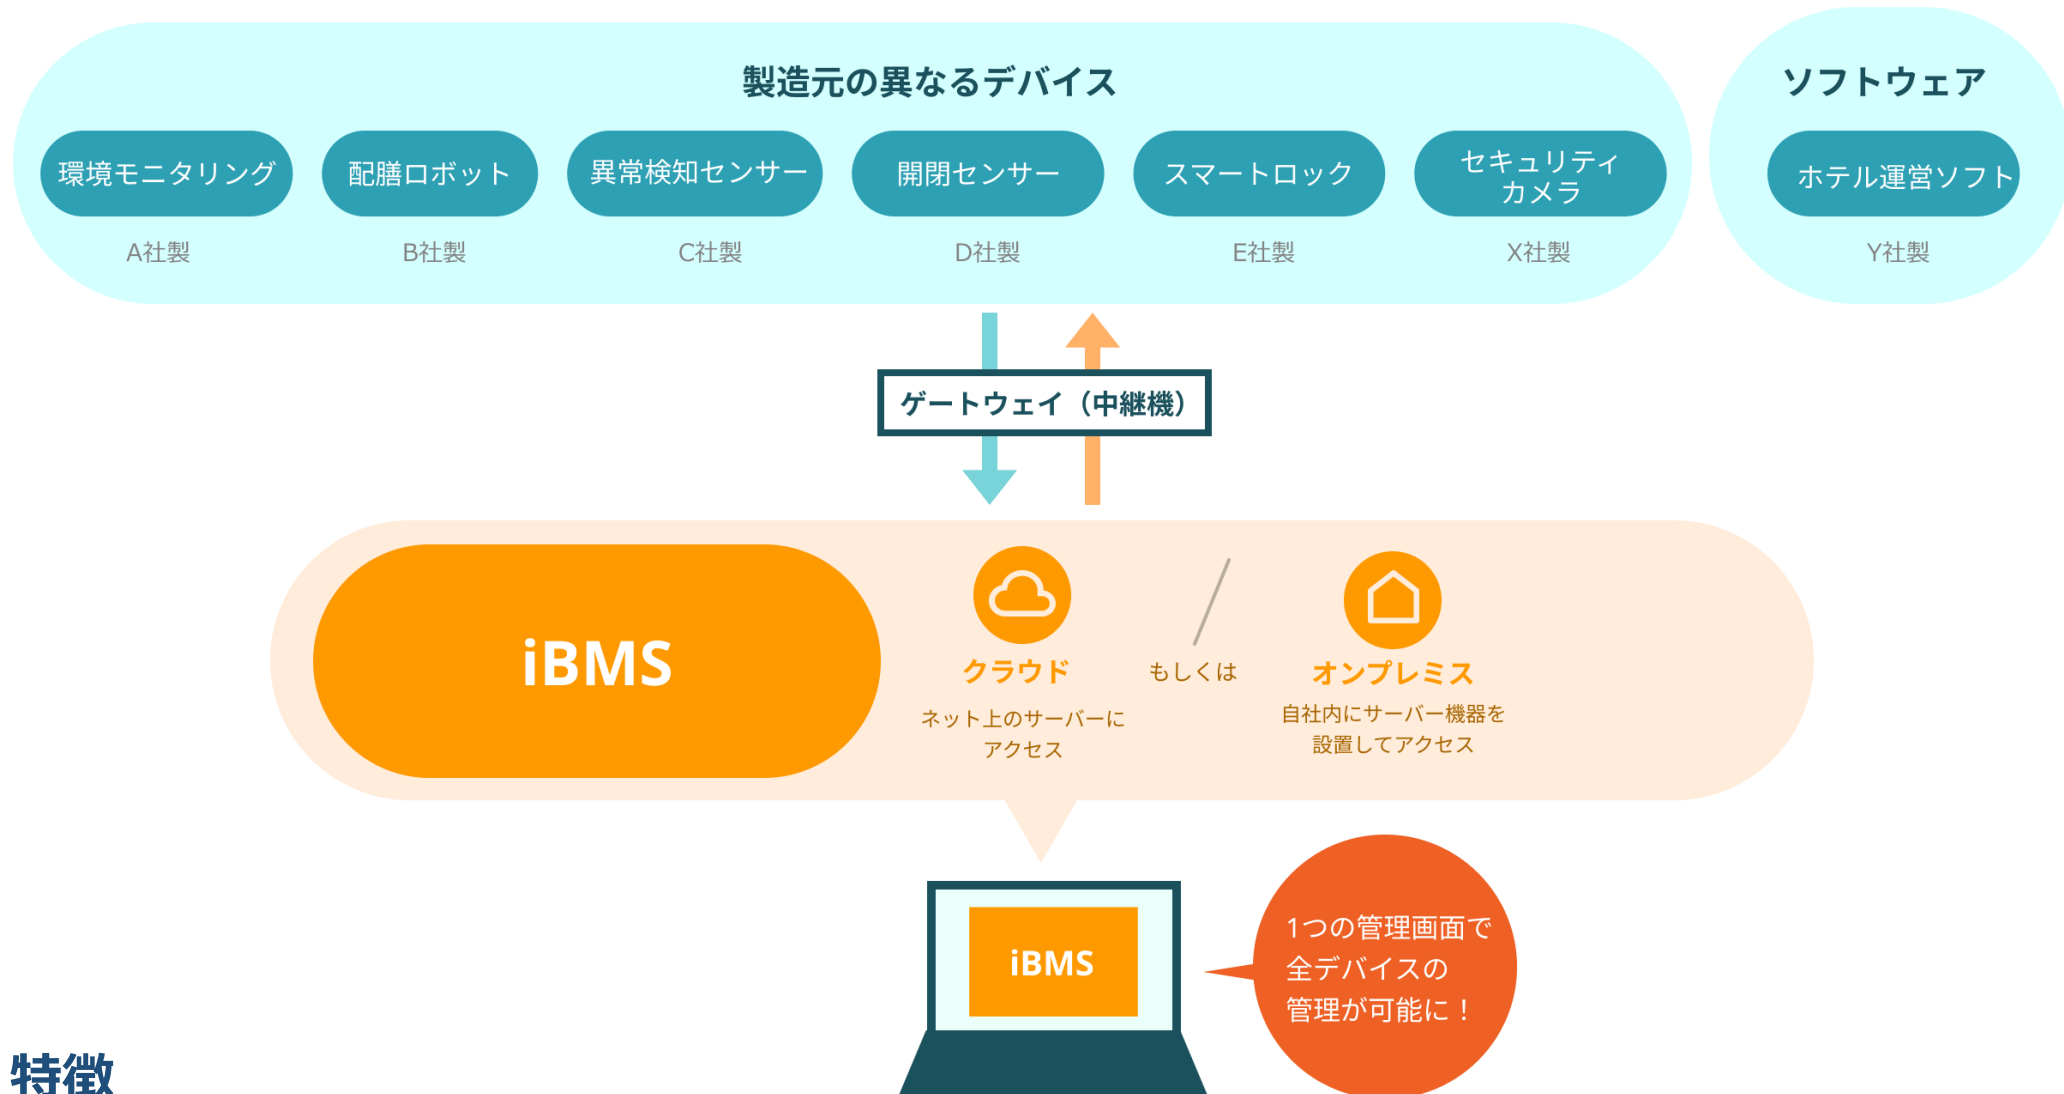 製造元の異なるデバイス
ソフトウェア
環境モニタリング
配膳ロボット
異常検知センサー
開閉センサー
スマートロック
セキュリティ
カメラ
ホテル運営ソフト
A社製
B社製
C社製
D社製
E社製
X社製
Y社製
ゲートウェイ（中継機）
iBMS
クラウド
ネット上のサーバーに
アクセス
もしくは
オンプレミス
自社内にサーバー機器を
設置してアクセス
iBMS
1つの管理画面で
全デバイスの
管理が可能に！
特徴